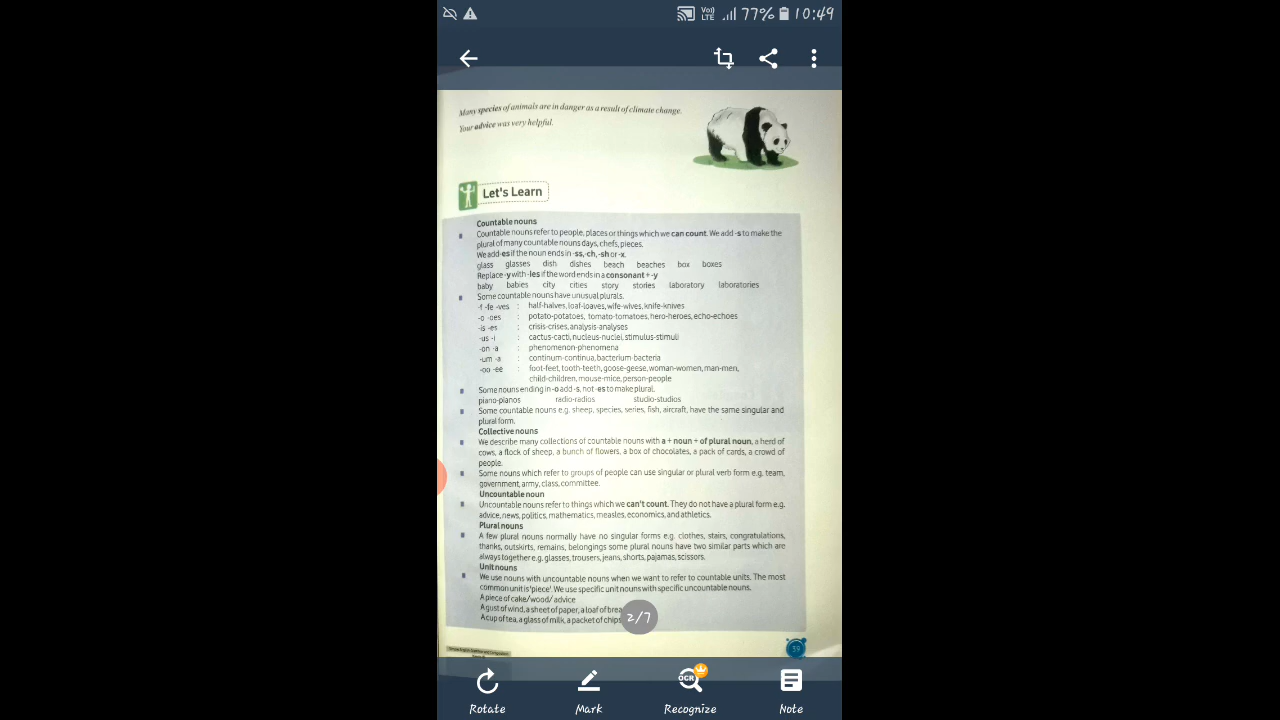 Voı) LTE 77% 10:49
Many species of animals are in danger as a result of climate change.
Your advice was very helpful.
Let's Learn
Countable nouns
Countable nouns refer to people, places or things which we can count. We add -s to make the
plural of many countable nouns days, chefs, pieces.
We add -es if the noun ends in -ss, -ch, -sh or -x.
glass glasses dish dishes beach beaches box boxes
Replace -y with -ies if the word ends in a consonant + -y
baby babies city cities story stories laboratory laboratories
Some countable nouns have unusual plurals.
-f -fe -ves : half-halves, loaf-loaves, wife-wives, knife-knives
-o -oes : potato-potatoes, tomato-tomatoes, hero-heroes, echo-echoes
-is -es : crisis-crises, analysis-analyses
-us -i : cactus-cacti, nucleus-nuclei, stimulus-stimuli
-on -a : phenomenon-phenomena
-um -a : continum-continua, bacterium-bacteria
-oo -ee : foot-feet, tooth-teeth, goose-geese, woman-women, man-men,
child-children, mouse-mice, person-people
Some nouns ending in -o add -s, not -es to make plural.
piano-pianos radio-radios studio-studios
Some countable nouns e.g. sheep, species, series, fish, aircraft, have the same singular and
plural form.
Collective nouns
We describe many collections of countable nouns with a + noun + of plural noun, a herd of
cows, a flock of sheep, a bunch of flowers, a box of chocolates, a pack of cards, a crowd of
people.
Some nouns which refer to groups of people can use singular or plural verb form e.g. team,
government, army, class, committee.
Uncountable noun
Uncountable nouns refer to things which we can't count. They do not have a plural form e.g.
advice, news, politics, mathematics, measles, economics, and athletics.
Plural nouns
A few plural nouns normally have no singular forms e.g. clothes, stairs, congratulations,
thanks, outskirts, remains, belongings some plural nouns have two similar parts which are
always together e.g. glasses, trousers, jeans, shorts, pajamas, scissors.
Unit nouns
We use nouns with uncountable nouns when we want to refer to countable units. The most
common unit is 'piece'. We use specific unit nouns with specific uncountable nouns.
A piece of cake/wood/advice
A gust of wind, a sheet of paper, a loaf of brea
A cup of tea, a glass of milk, a packet of chips
2/7
59
OCR
Rotate Mark Recognize Note